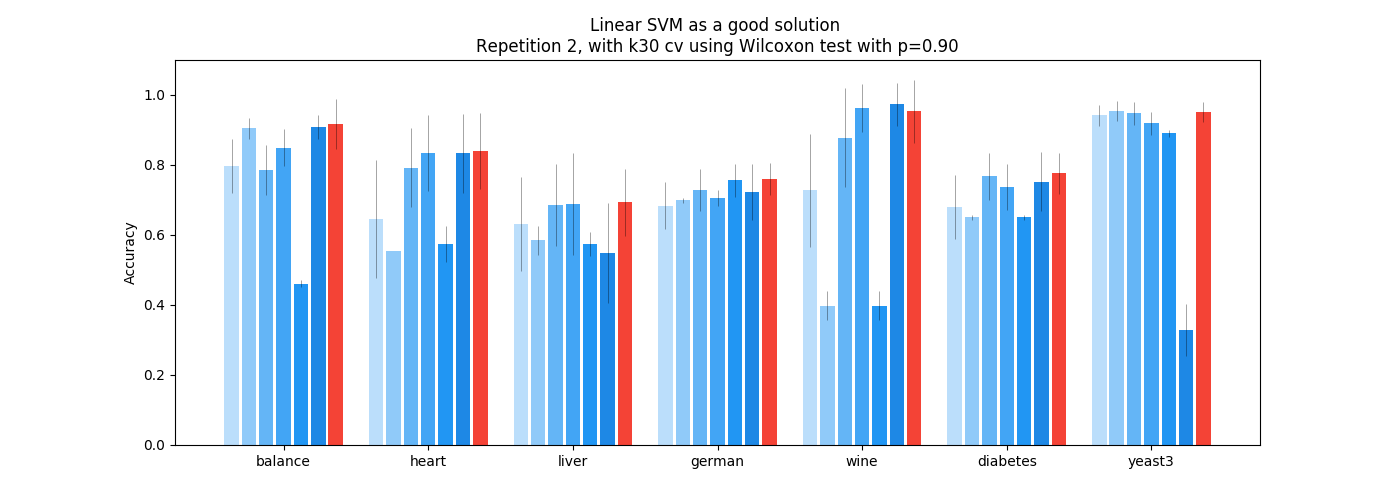 Linear SVM as a good solution
Repetition 2, with k30 cv using Wilcoxon test with p=0.90
Accuracy
1.0
0.8
0.6
0.4
0.2
0.0
balance heart liver german wine diabetes yeast3